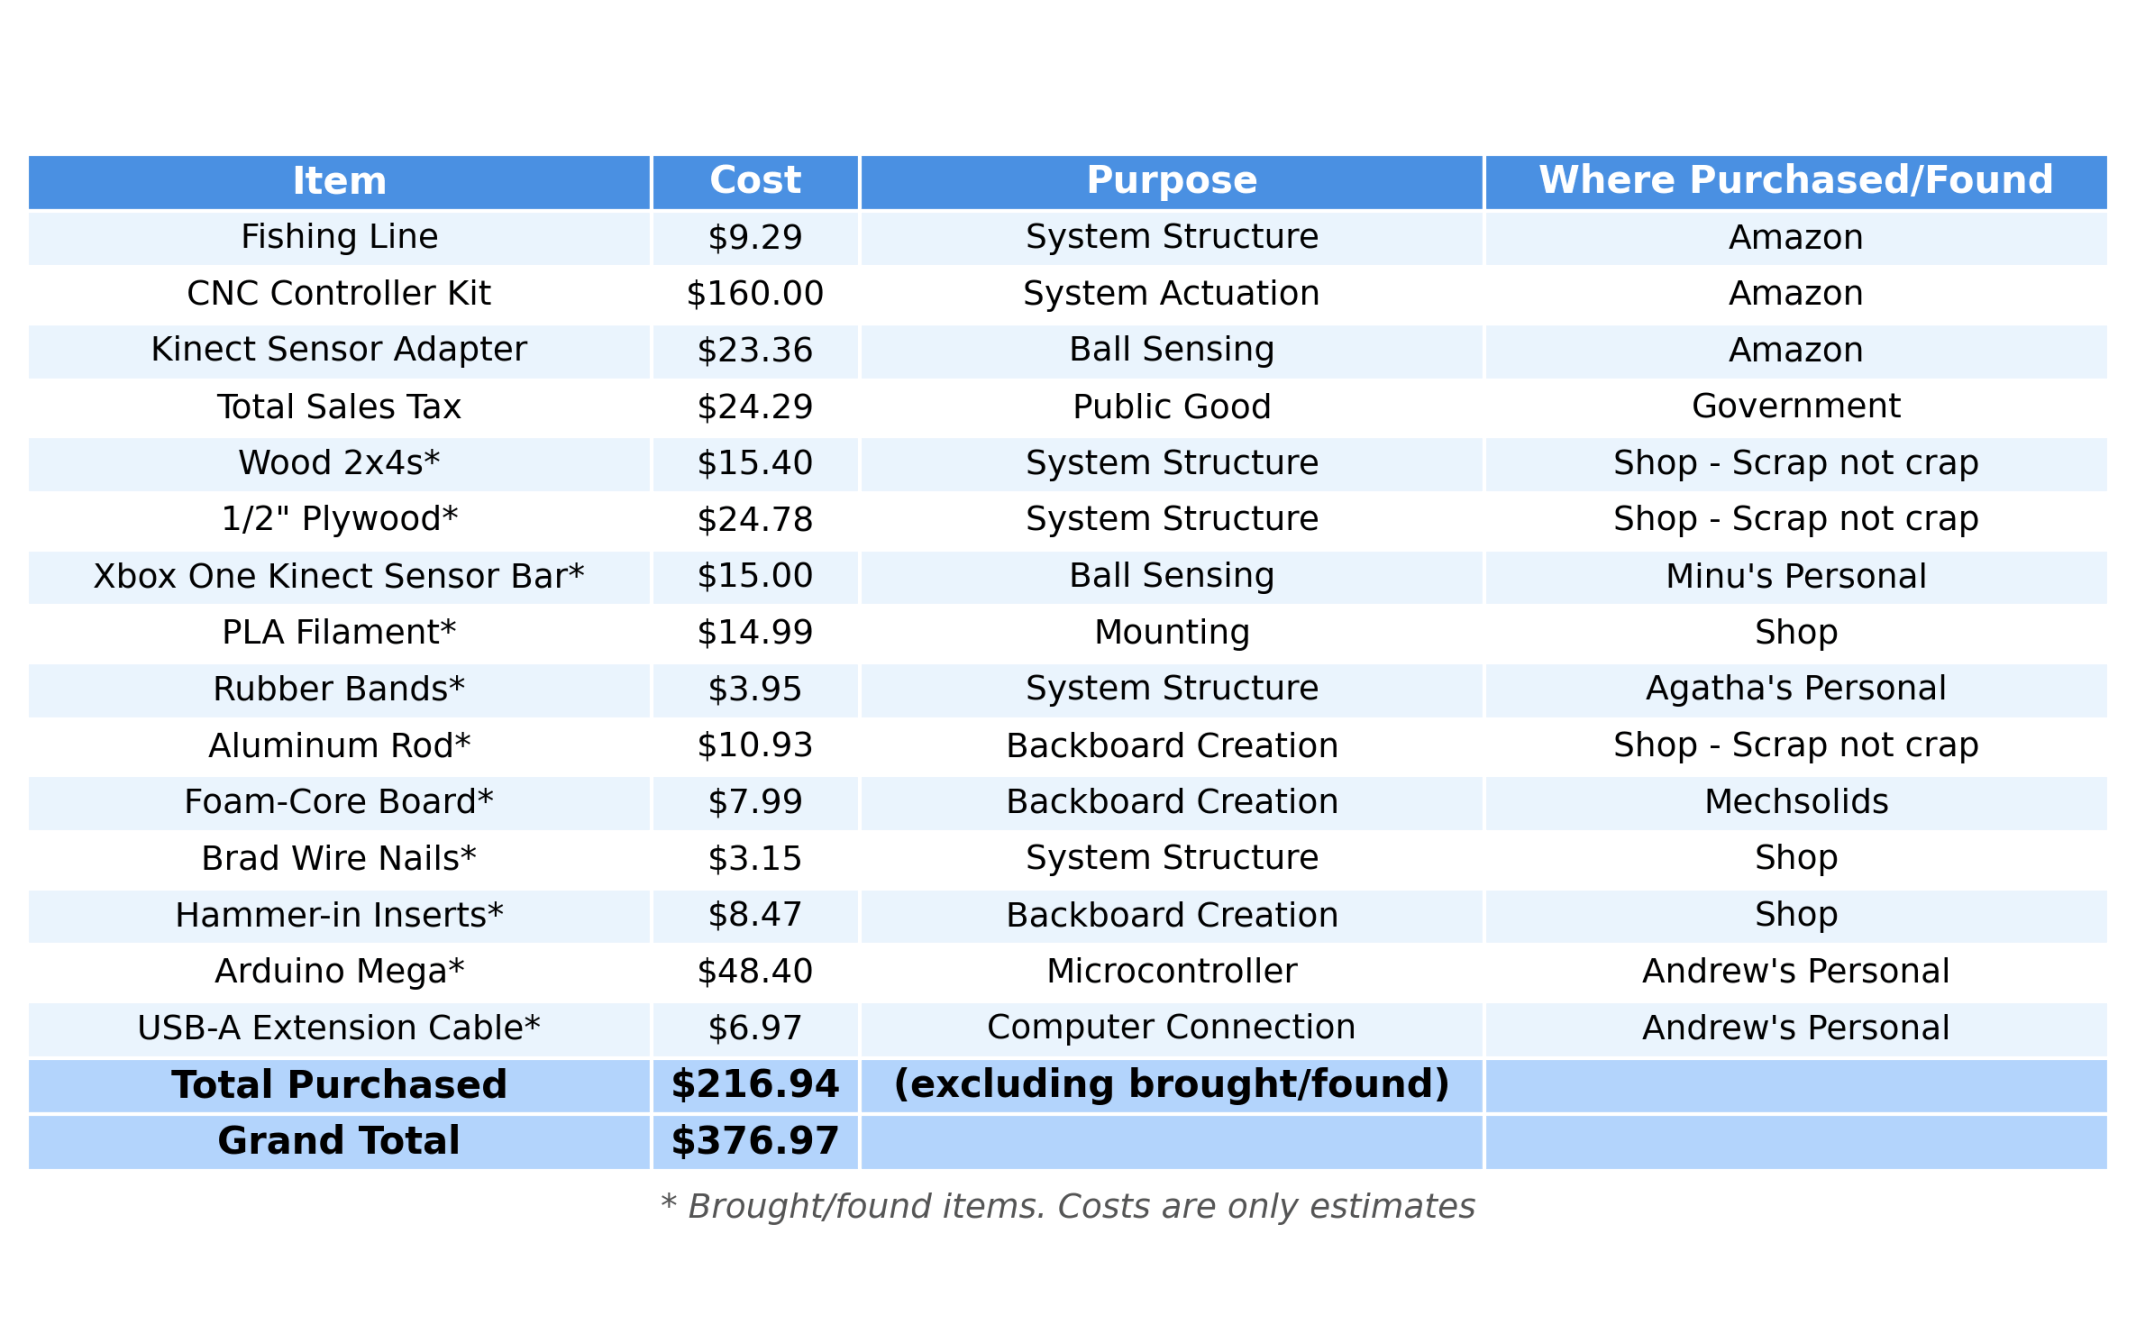 Item Cost Purpose Where Purchased/Found
Fishing Line $9.29 System Structure Amazon
CNC Controller Kit $160.00 System Actuation Amazon
Kinect Sensor Adapter $23.36 Ball Sensing Amazon
Total Sales Tax $24.29 Public Good Government
Wood 2x4s* $15.40 System Structure Shop - Scrap not crap
1/2" Plywood* $24.78 System Structure Shop - Scrap not crap
Xbox One Kinect Sensor Bar* $15.00 Ball Sensing Minu's Personal
PLA Filament* $14.99 Mounting Shop
Rubber Bands* $3.95 System Structure Agatha's Personal
Aluminum Rod* $10.93 Backboard Creation Shop - Scrap not crap
Foam-Core Board* $7.99 Backboard Creation Mechsolids
Brad Wire Nails* $3.15 System Structure Shop
Hammer-in Inserts* $8.47 Backboard Creation Shop
Arduino Mega* $48.40 Microcontroller Andrew's Personal
USB-A Extension Cable* $6.97 Computer Connection Andrew's Personal
Total Purchased $216.94 (excluding brought/found)
Grand Total $376.97
* Brought/found items. Costs are only estimates